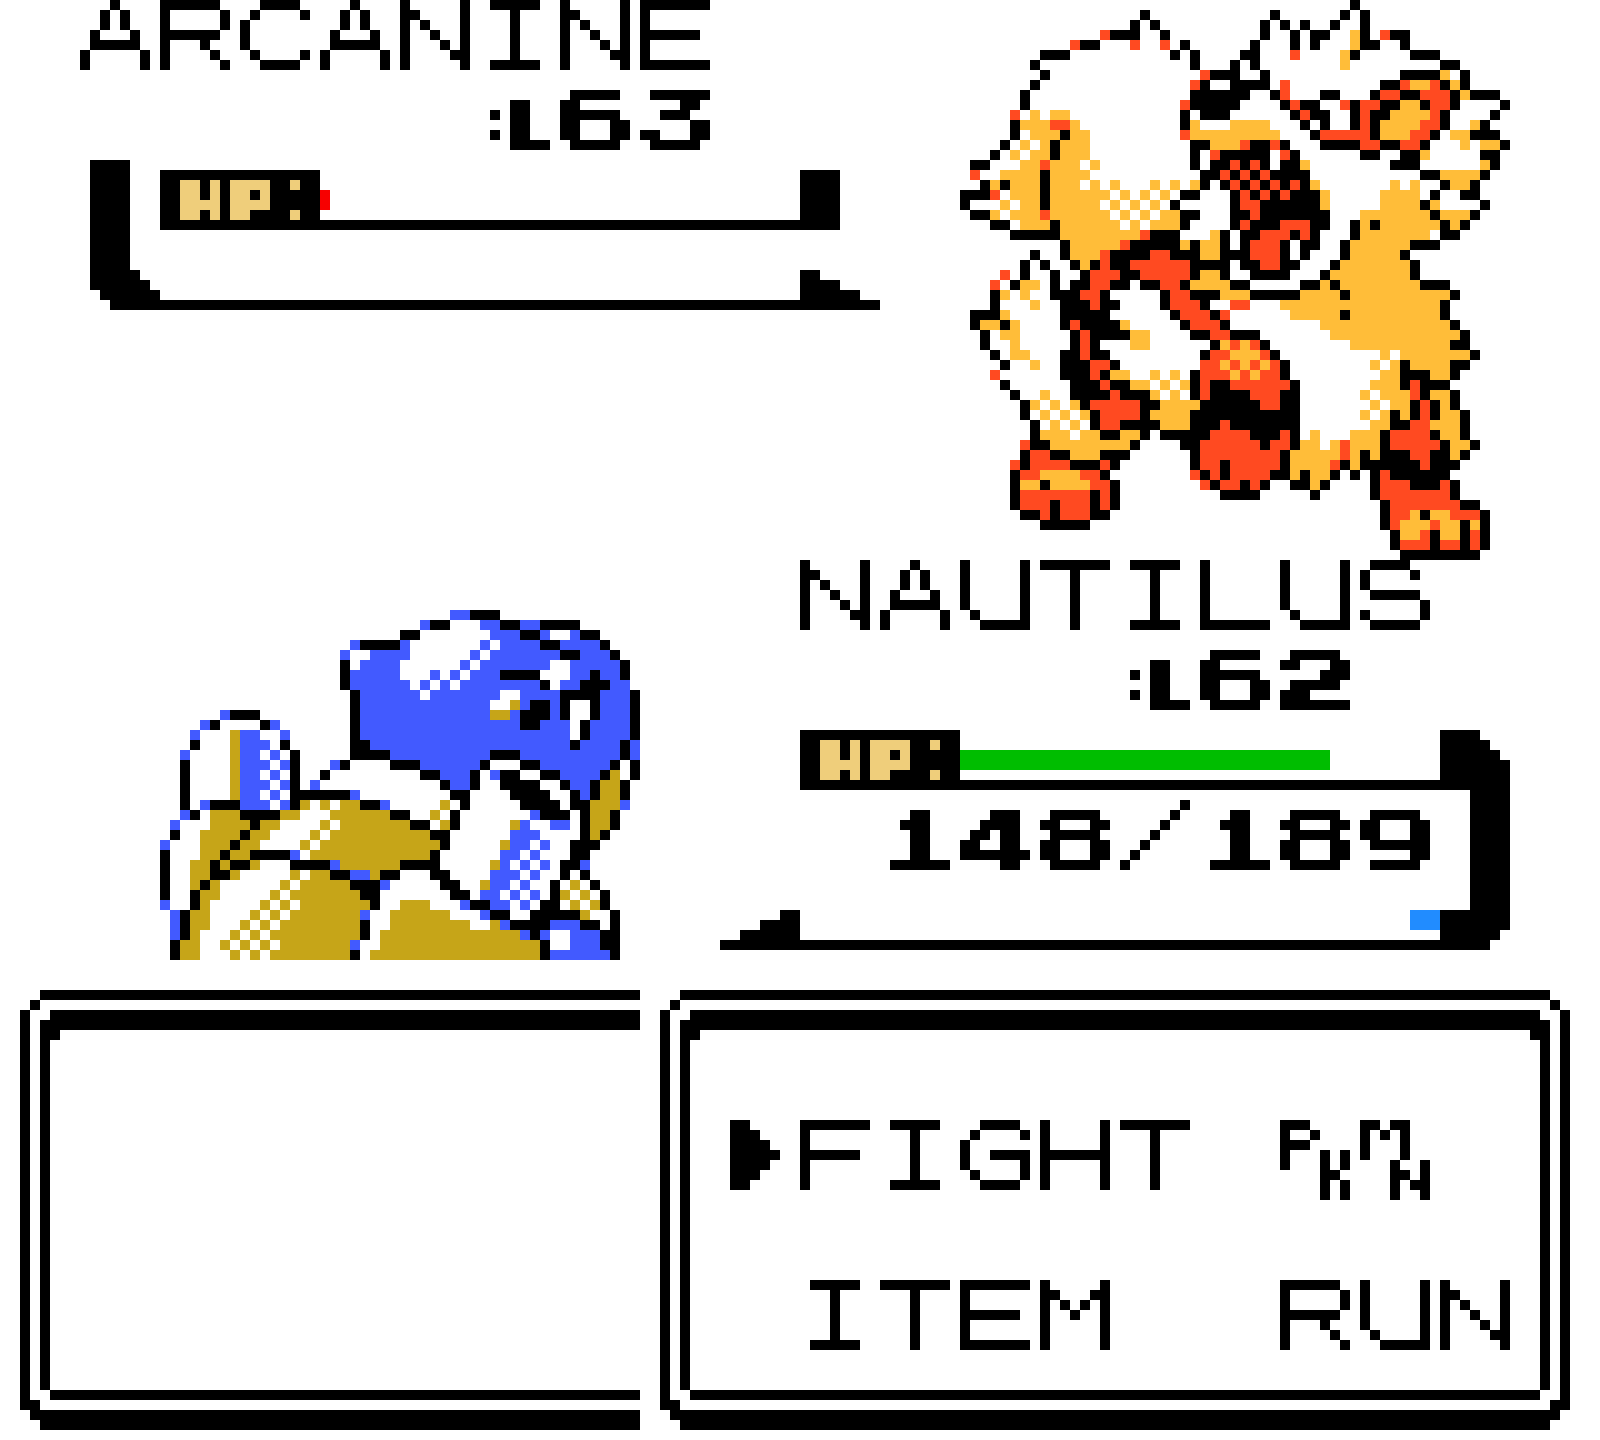 ARCANINE
:L63
HP:
NAUTILUS
:L62
HP:
148/189
FIGHT PKMN
ITEM RUN